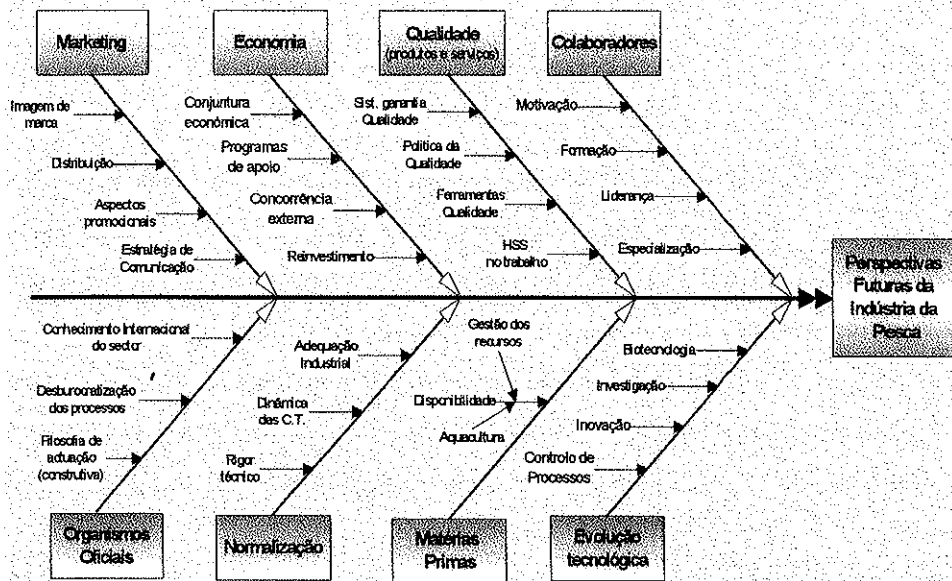 Marketing
Economia
Qualidade
(produtos e serviços)
Colaboradores
Imagem de
marca
Distribuição
Aspectos
promocionais
Estratégia de
Comunicação
Conjuntura
económica
Programas
de apoio
Concorrência
externa
Reinvestimento
Sist. garantia
Qualidade
Politica da
Qualidade
Ferramentas
Qualidade
HSS
no trabalho
Motivação
Formação
Liderança
Especialização
Perspectivas
Futuras da
Indústria da
Pesca
Conhecimento Internacional
do sector
Desburocratização
dos processos
Filosofia de
actuação
(construtiva)
Adequação
Industrial
Dinâmica
das C.T.
Rigor
técnico
Gestão dos
recursos
Disponibilidade
Aquacultura
Biotecnologia
Investigação
Inovação
Controlo de
Processos
Organismos
Oficiais
Normalização
Matérias
Primas
Evolução
tecnológica